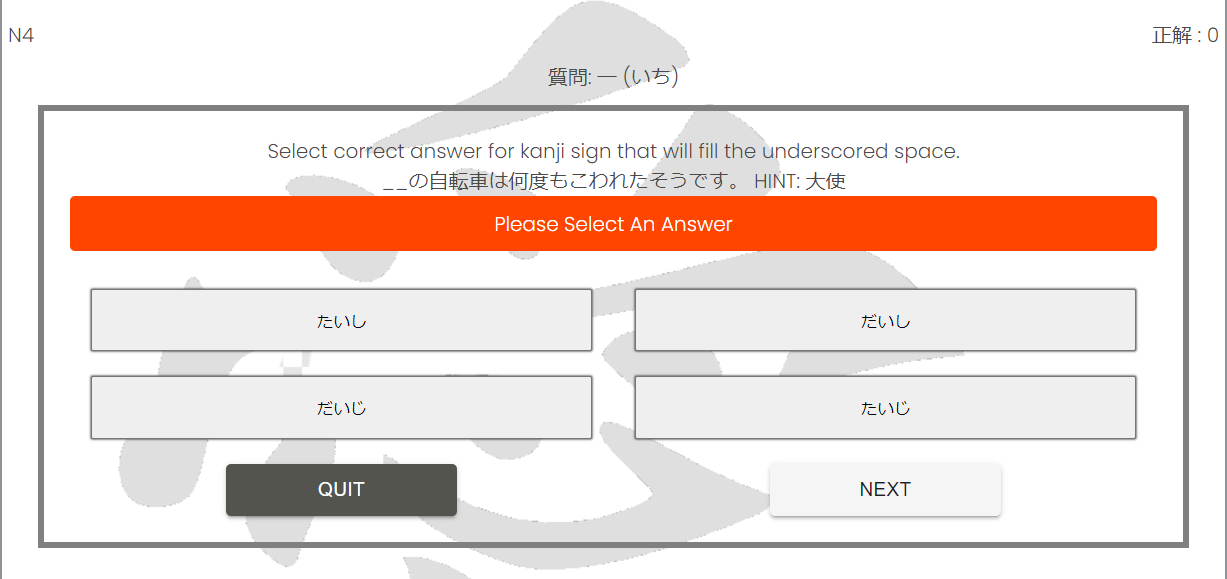 N4
正解 : 0
質問: 一 (いち)
Select correct answer for kanji sign that will fill the underscored space.
__の自転車は何度もこわれたそうです。 HINT: 大使
Please Select An Answer
たいし
だいし
だいじ
たいじ
QUIT
NEXT